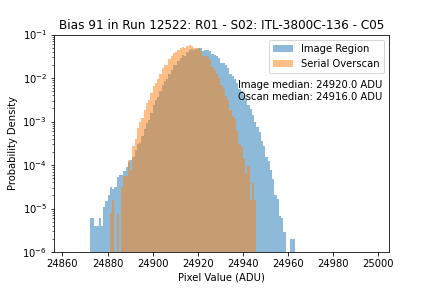 Bias 91 in Run 12522: R01 - S02: ITL-3800C-136 - C05
Image Region
Serial Overscan
Image median: 24920.0 ADU
Oscan median: 24916.0 ADU
Probability Density
10⁻¹
10⁻²
10⁻³
10⁻⁴
10⁻⁵
10⁻⁶
24860 24880 24900 24920 24940 24960 24980 25000
Pixel Value (ADU)